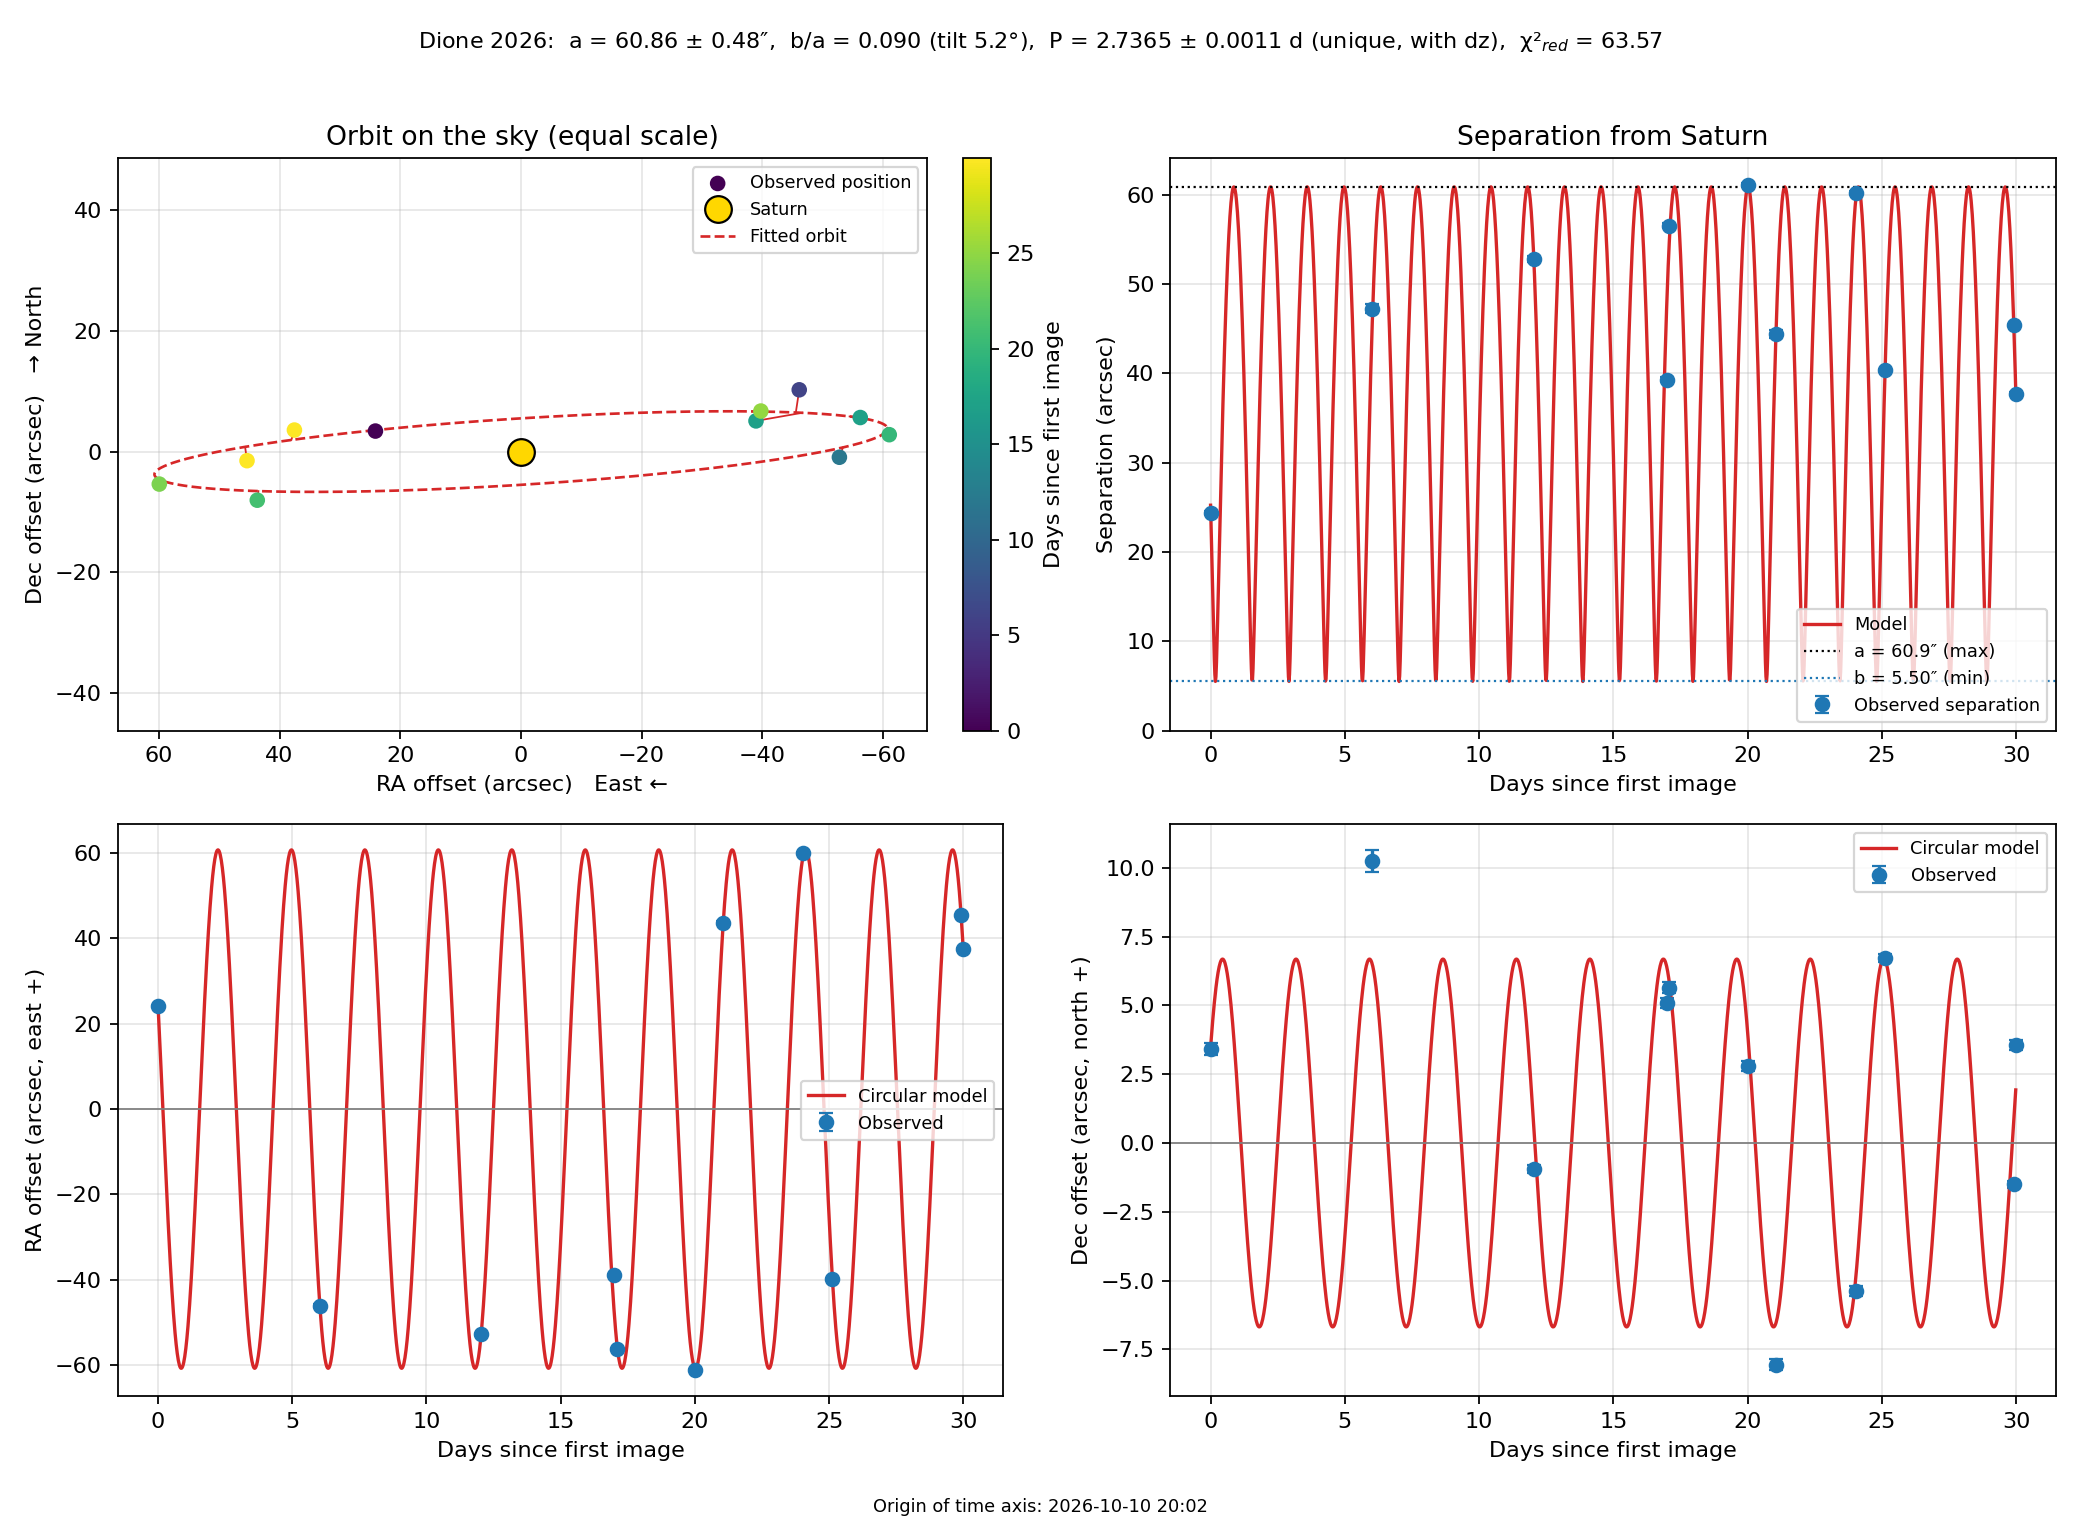 Dione 2026:  a = 60.86 ± 0.48″,  b/a = 0.090 (tilt 5.2°),  P = 2.7365 ± 0.0011 d (unique, with dz),  χ²red = 63.57
Orbit on the sky (equal scale)
Observed position
Saturn
Fitted orbit
Dec offset (arcsec)   → North
40
20
0
−20
−40
60
40
20
0
−20
−40
−60
RA offset (arcsec)   East ←
25
20
15
10
5
0
Days since first image
Separation from Saturn
Separation (arcsec)
60
50
40
30
20
10
0
Model
a = 60.9″ (max)
b = 5.50″ (min)
Observed separation
0
5
10
15
20
25
30
Days since first image
RA offset (arcsec, east +)
60
40
20
0
−20
−40
−60
Circular model
Observed
0
5
10
15
20
25
30
Days since first image
Dec offset (arcsec, north +)
10.0
7.5
5.0
2.5
0.0
−2.5
−5.0
−7.5
Circular model
Observed
0
5
10
15
20
25
30
Days since first image
Origin of time axis: 2026-10-10 20:02